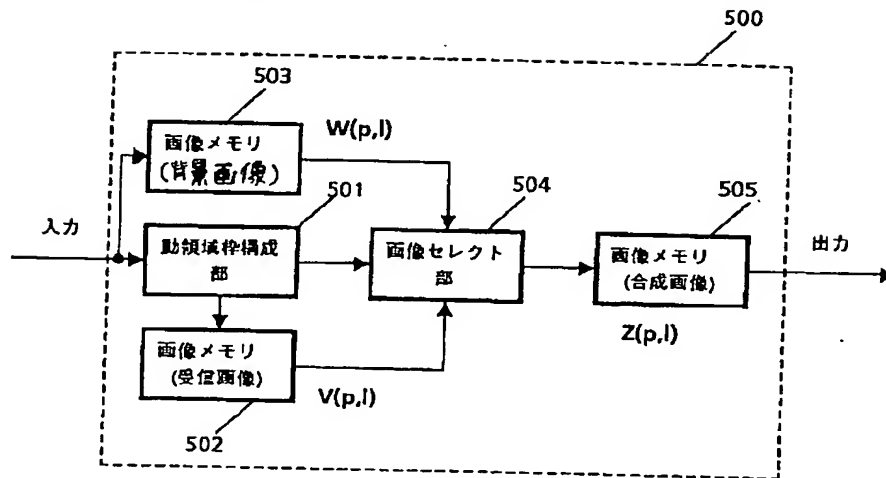 500
503
画像メモリ
(背景画像)
W(p,l)
501
504
505
入力
動領域枠構成
部
画像セレクト
部
画像メモリ
(合成画像)
出力
Z(p,l)
画像メモリ
(受信画像)
V(p,l)
502